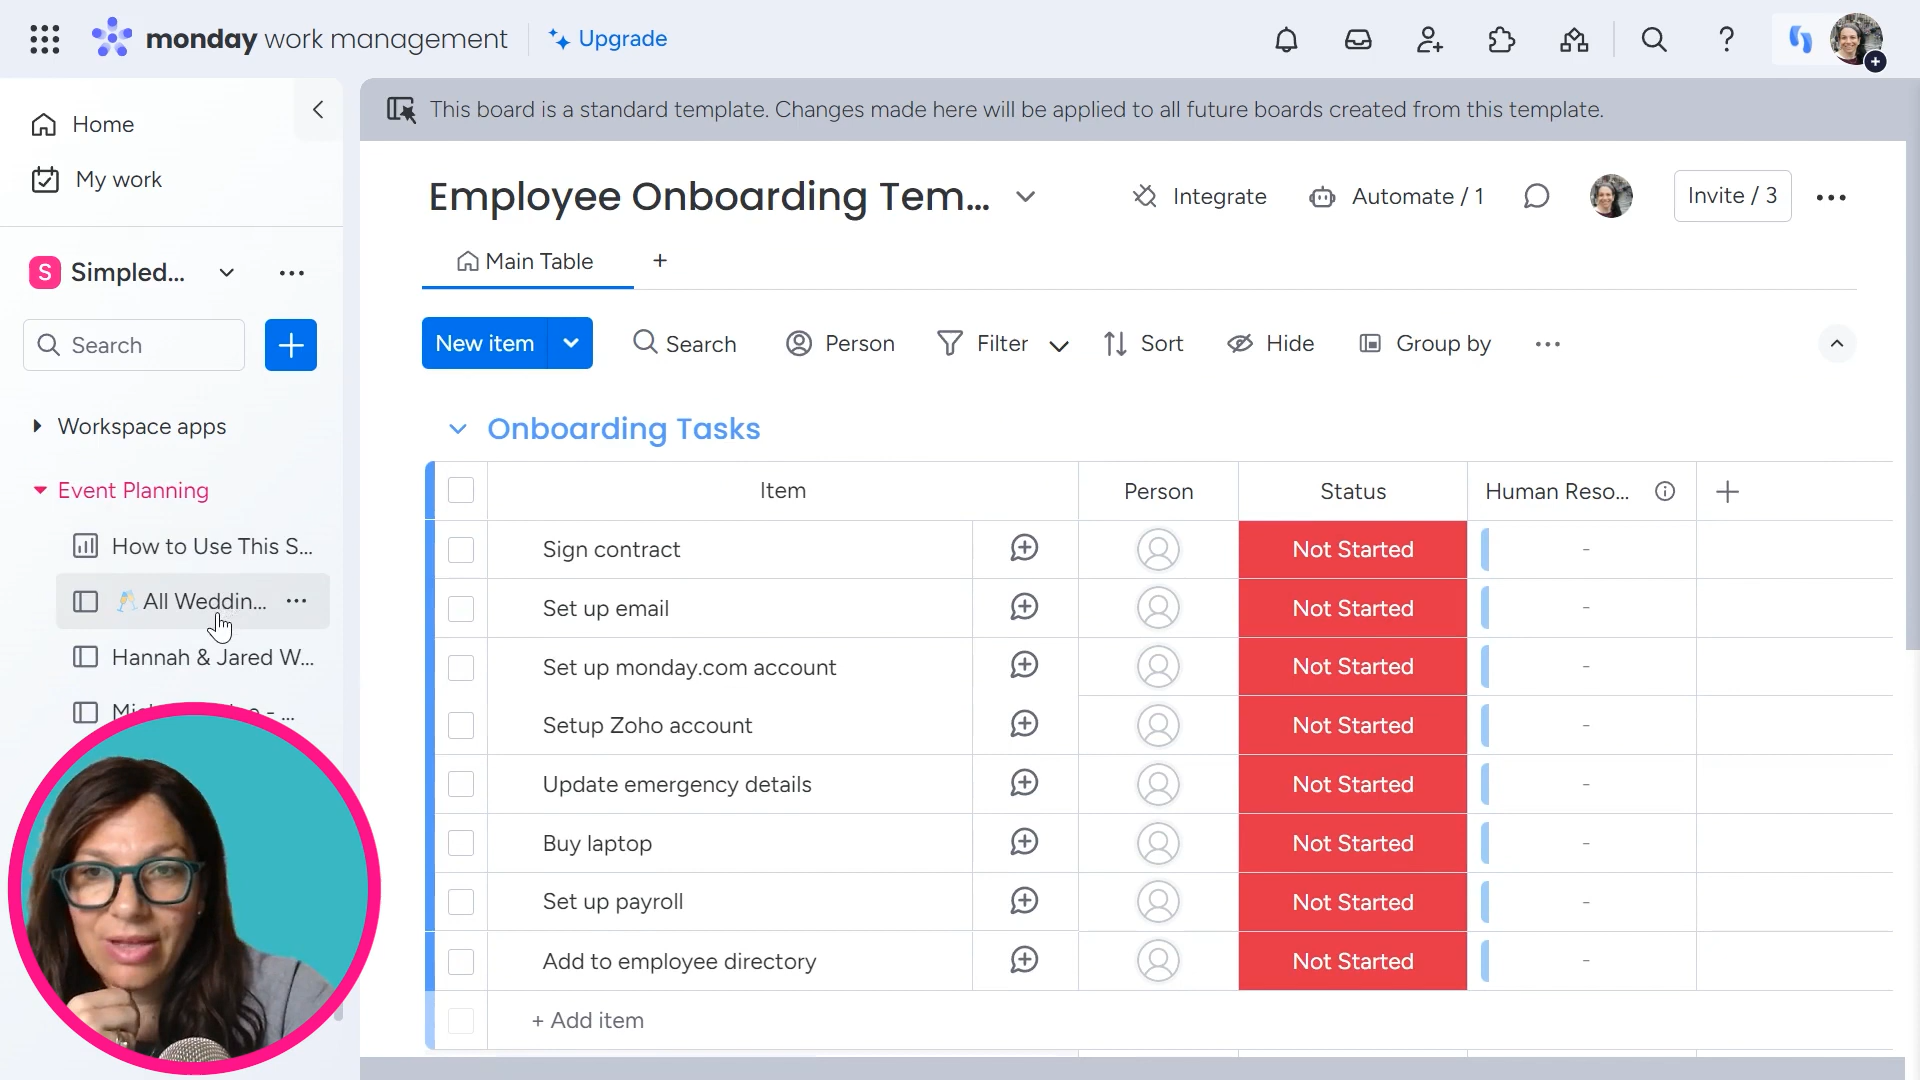 monday work management
Upgrade
Home
My work
This board is a standard template. Changes made here will be applied to all future boards created from this template.
Employee Onboarding Tem...
Integrate
Automate / 1
Invite / 3
S
Simpled...
Main Table
+
Search
New item
Search
Person
Filter
Sort
Hide
Group by
Workspace apps
Event Planning
How to Use This S...
All Weddin...
Hannah & Jared W...
Onboarding Tasks
Item
Person
Status
Human Reso...
Sign contract
Not Started
-
Set up email
Not Started
-
Set up monday.com account
Not Started
-
Setup Zoho account
Not Started
-
Update emergency details
Not Started
-
Buy laptop
Not Started
-
Set up payroll
Not Started
-
Add to employee directory
Not Started
-
+ Add item